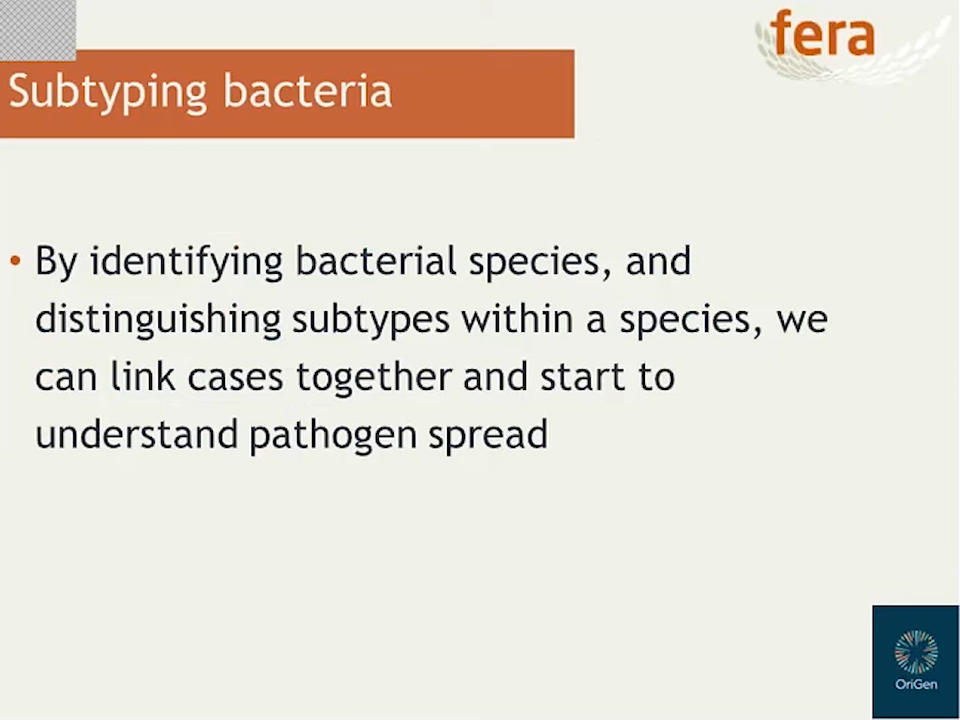 fera
Subtyping bacteria
• By identifying bacterial species, and
distinguishing subtypes within a species, we
can link cases together and start to
understand pathogen spread
OriGen